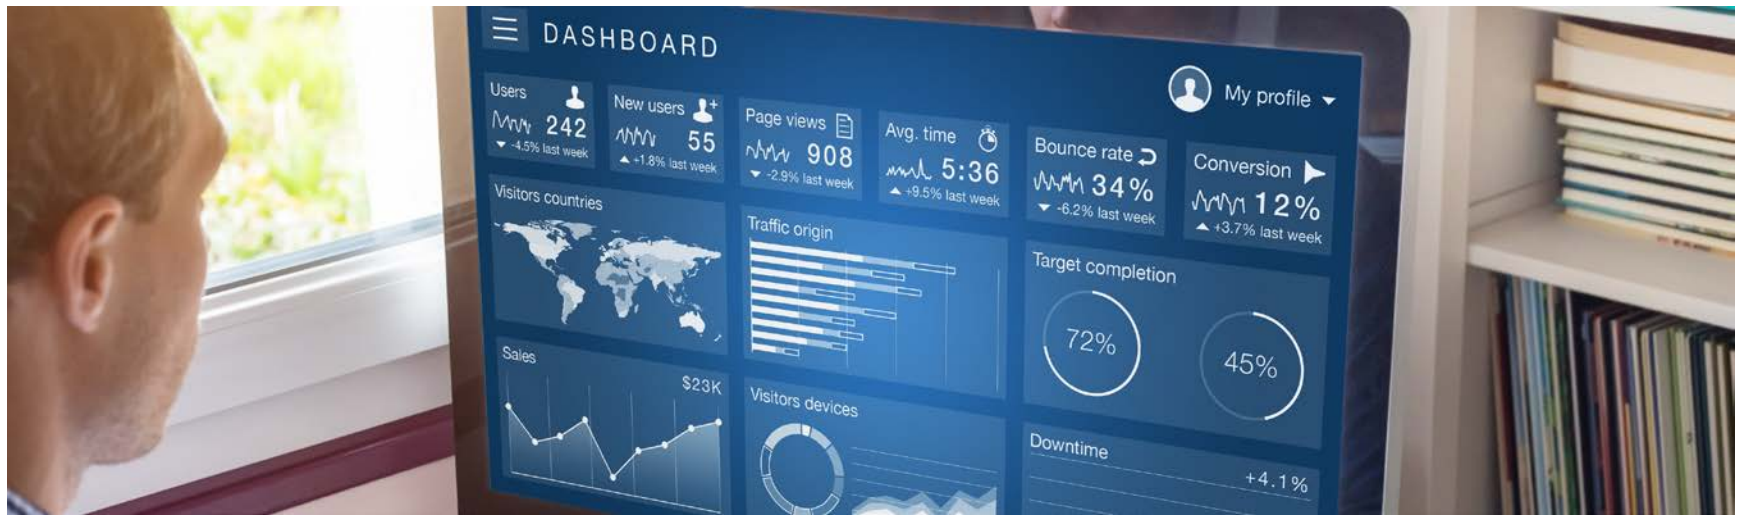 DASHBOARD
My profile
Users
242
-4.5% last week
New users
55
+1.8% last week
Page views
908
-2.9% last week
Avg. time
5:36
+9.5% last week
Bounce rate
34%
-6.2% last week
Conversion
12%
+3.7% last week
Visitors countries
Traffic origin
Target completion
72%
45%
Sales
$23K
Visitors devices
Downtime
+4.1%